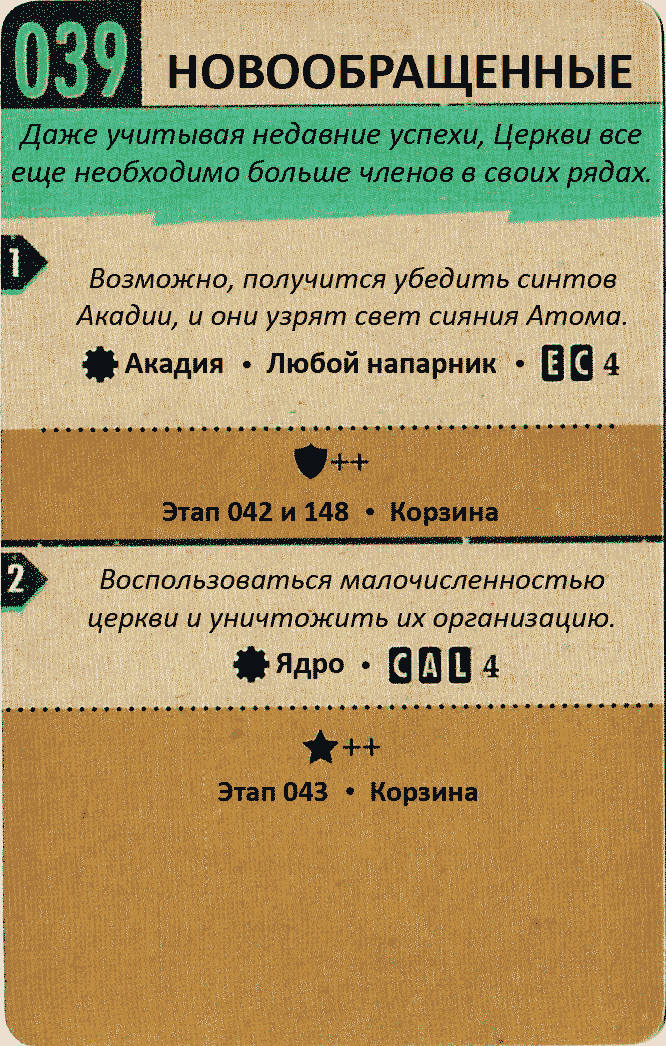 039
НОВООБРАЩЕННЫЕ
Даже учитывая недавние успехи, Церкви все
еще необходимо больше членов в своих рядах.
1
Возможно, получится убедить синтов
Акадии, и они узрят свет сияния Атома.
Акадия • Любой напарник • E C 4
++
Этап 042 и 148 • Корзина
2
Воспользоваться малочисленностью
церкви и уничтожить их организацию.
Ядро • C A L 4
++
Этап 043 • Корзина